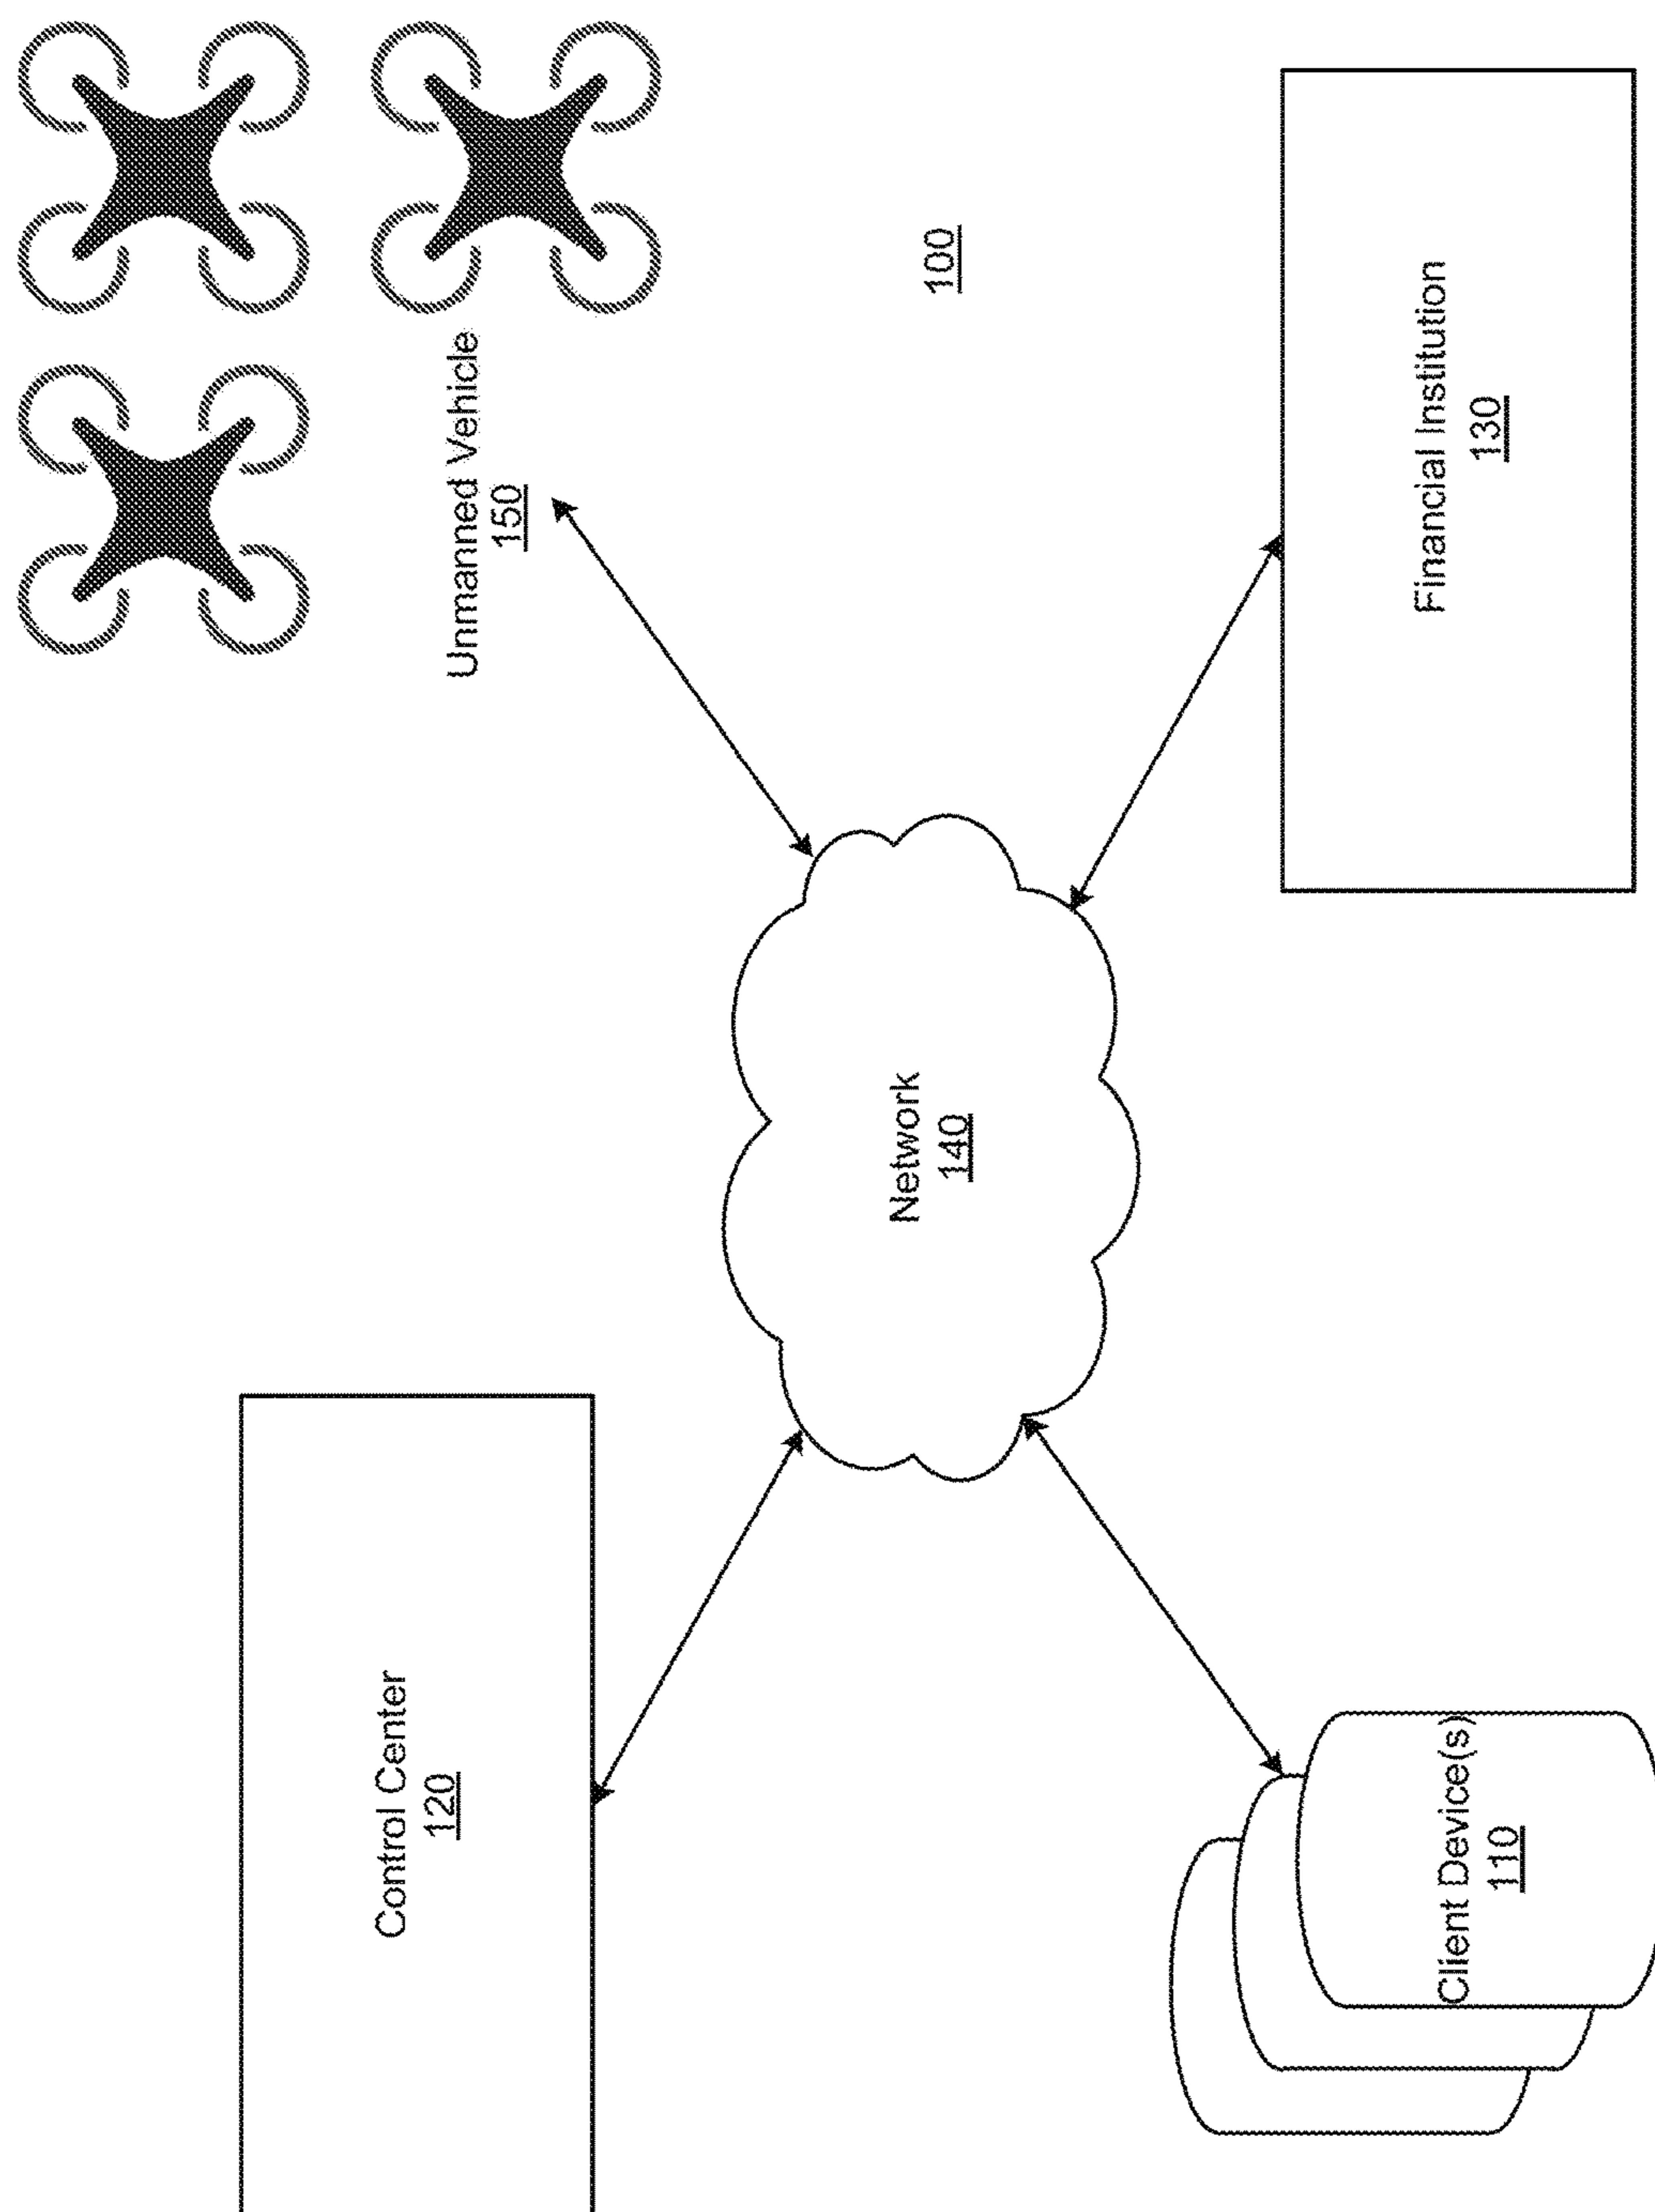 Control Center
120
Unmanned Vehicle
150
Network
140
100
Client Device(s)
110
Financial Institution
130